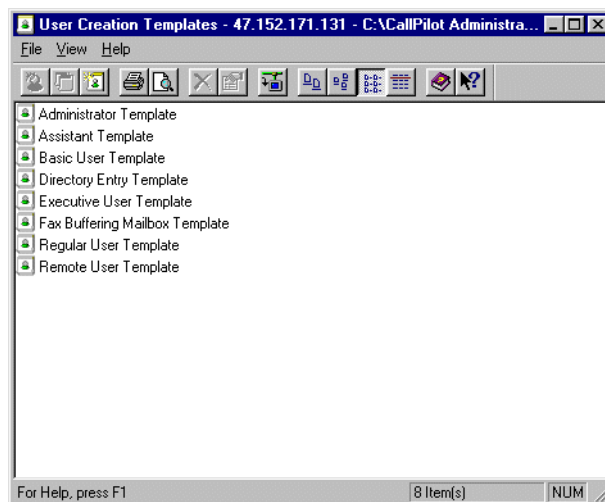 User Creation Templates - 47.152.171.131 - C:\CallPilot Administra...
File View Help
Administrator Template
Assistant Template
Basic User Template
Directory Entry Template
Executive User Template
Fax Buffering Mailbox Template
Regular User Template
Remote User Template
For Help, press F1 8 Item(s) NUM